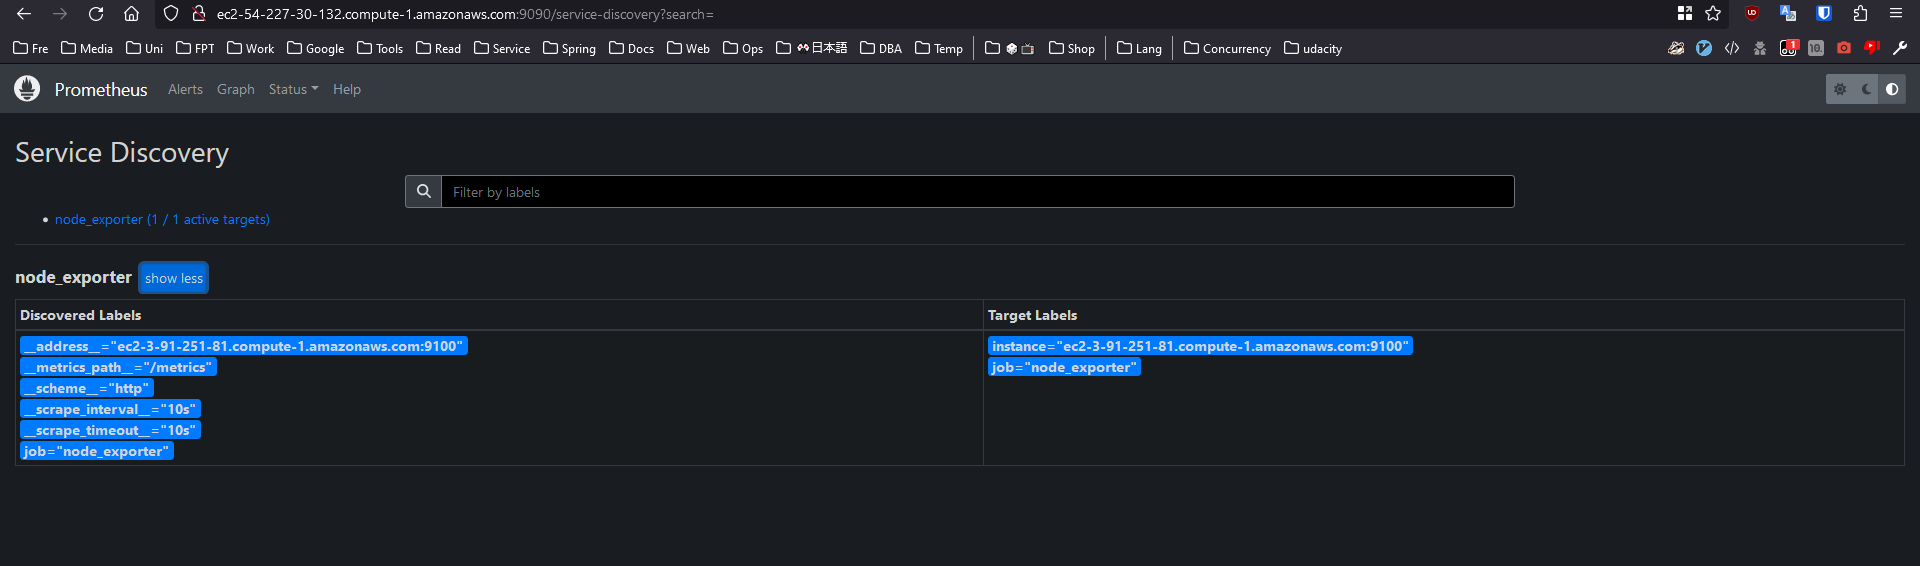 ec2-54-227-30-132.compute-1.amazonaws.com:9090/service-discovery?search=
Fre Media Uni FPT Work Google Tools Read Service Spring Docs Web Ops 日本語 DBA Temp Shop Lang Concurrency udacity
Prometheus Alerts Graph Status Help
Service Discovery
Filter by labels
node_exporter (1 / 1 active targets)
node_exporter show less
Discovered Labels Target Labels
__address__="ec2-3-91-251-81.compute-1.amazonaws.com:9100" instance="ec2-3-91-251-81.compute-1.amazonaws.com:9100"
__metrics_path__="/metrics" job="node_exporter"
__scheme__="http"
__scrape_interval__="10s"
__scrape_timeout__="10s"
job="node_exporter"